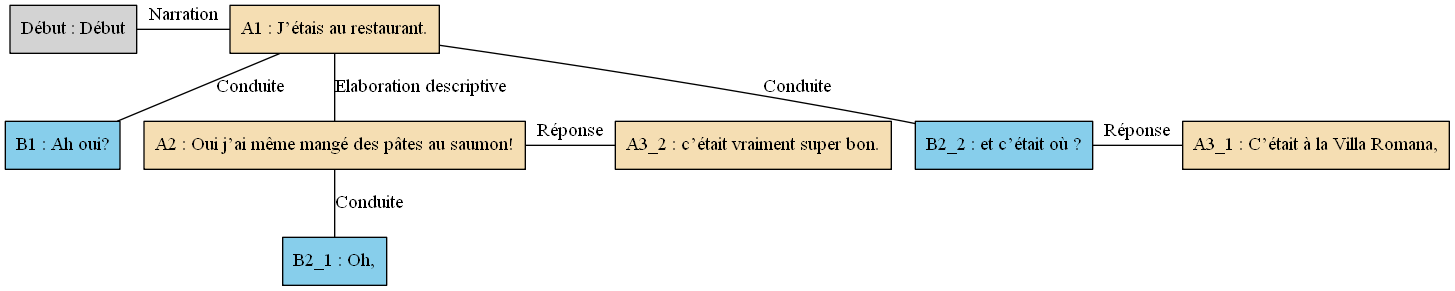 Début : Début
Narration
A1 : J’étais au restaurant.
Conduite
Elaboration descriptive
Conduite
B1 : Ah oui?
A2 : Oui j’ai même mangé des pâtes au saumon!
Réponse
A3_2 : c’était vraiment super bon.
B2_2 : et c’était où ?
Réponse
A3_1 : C’était à la Villa Romana,
Conduite
B2_1 : Oh,